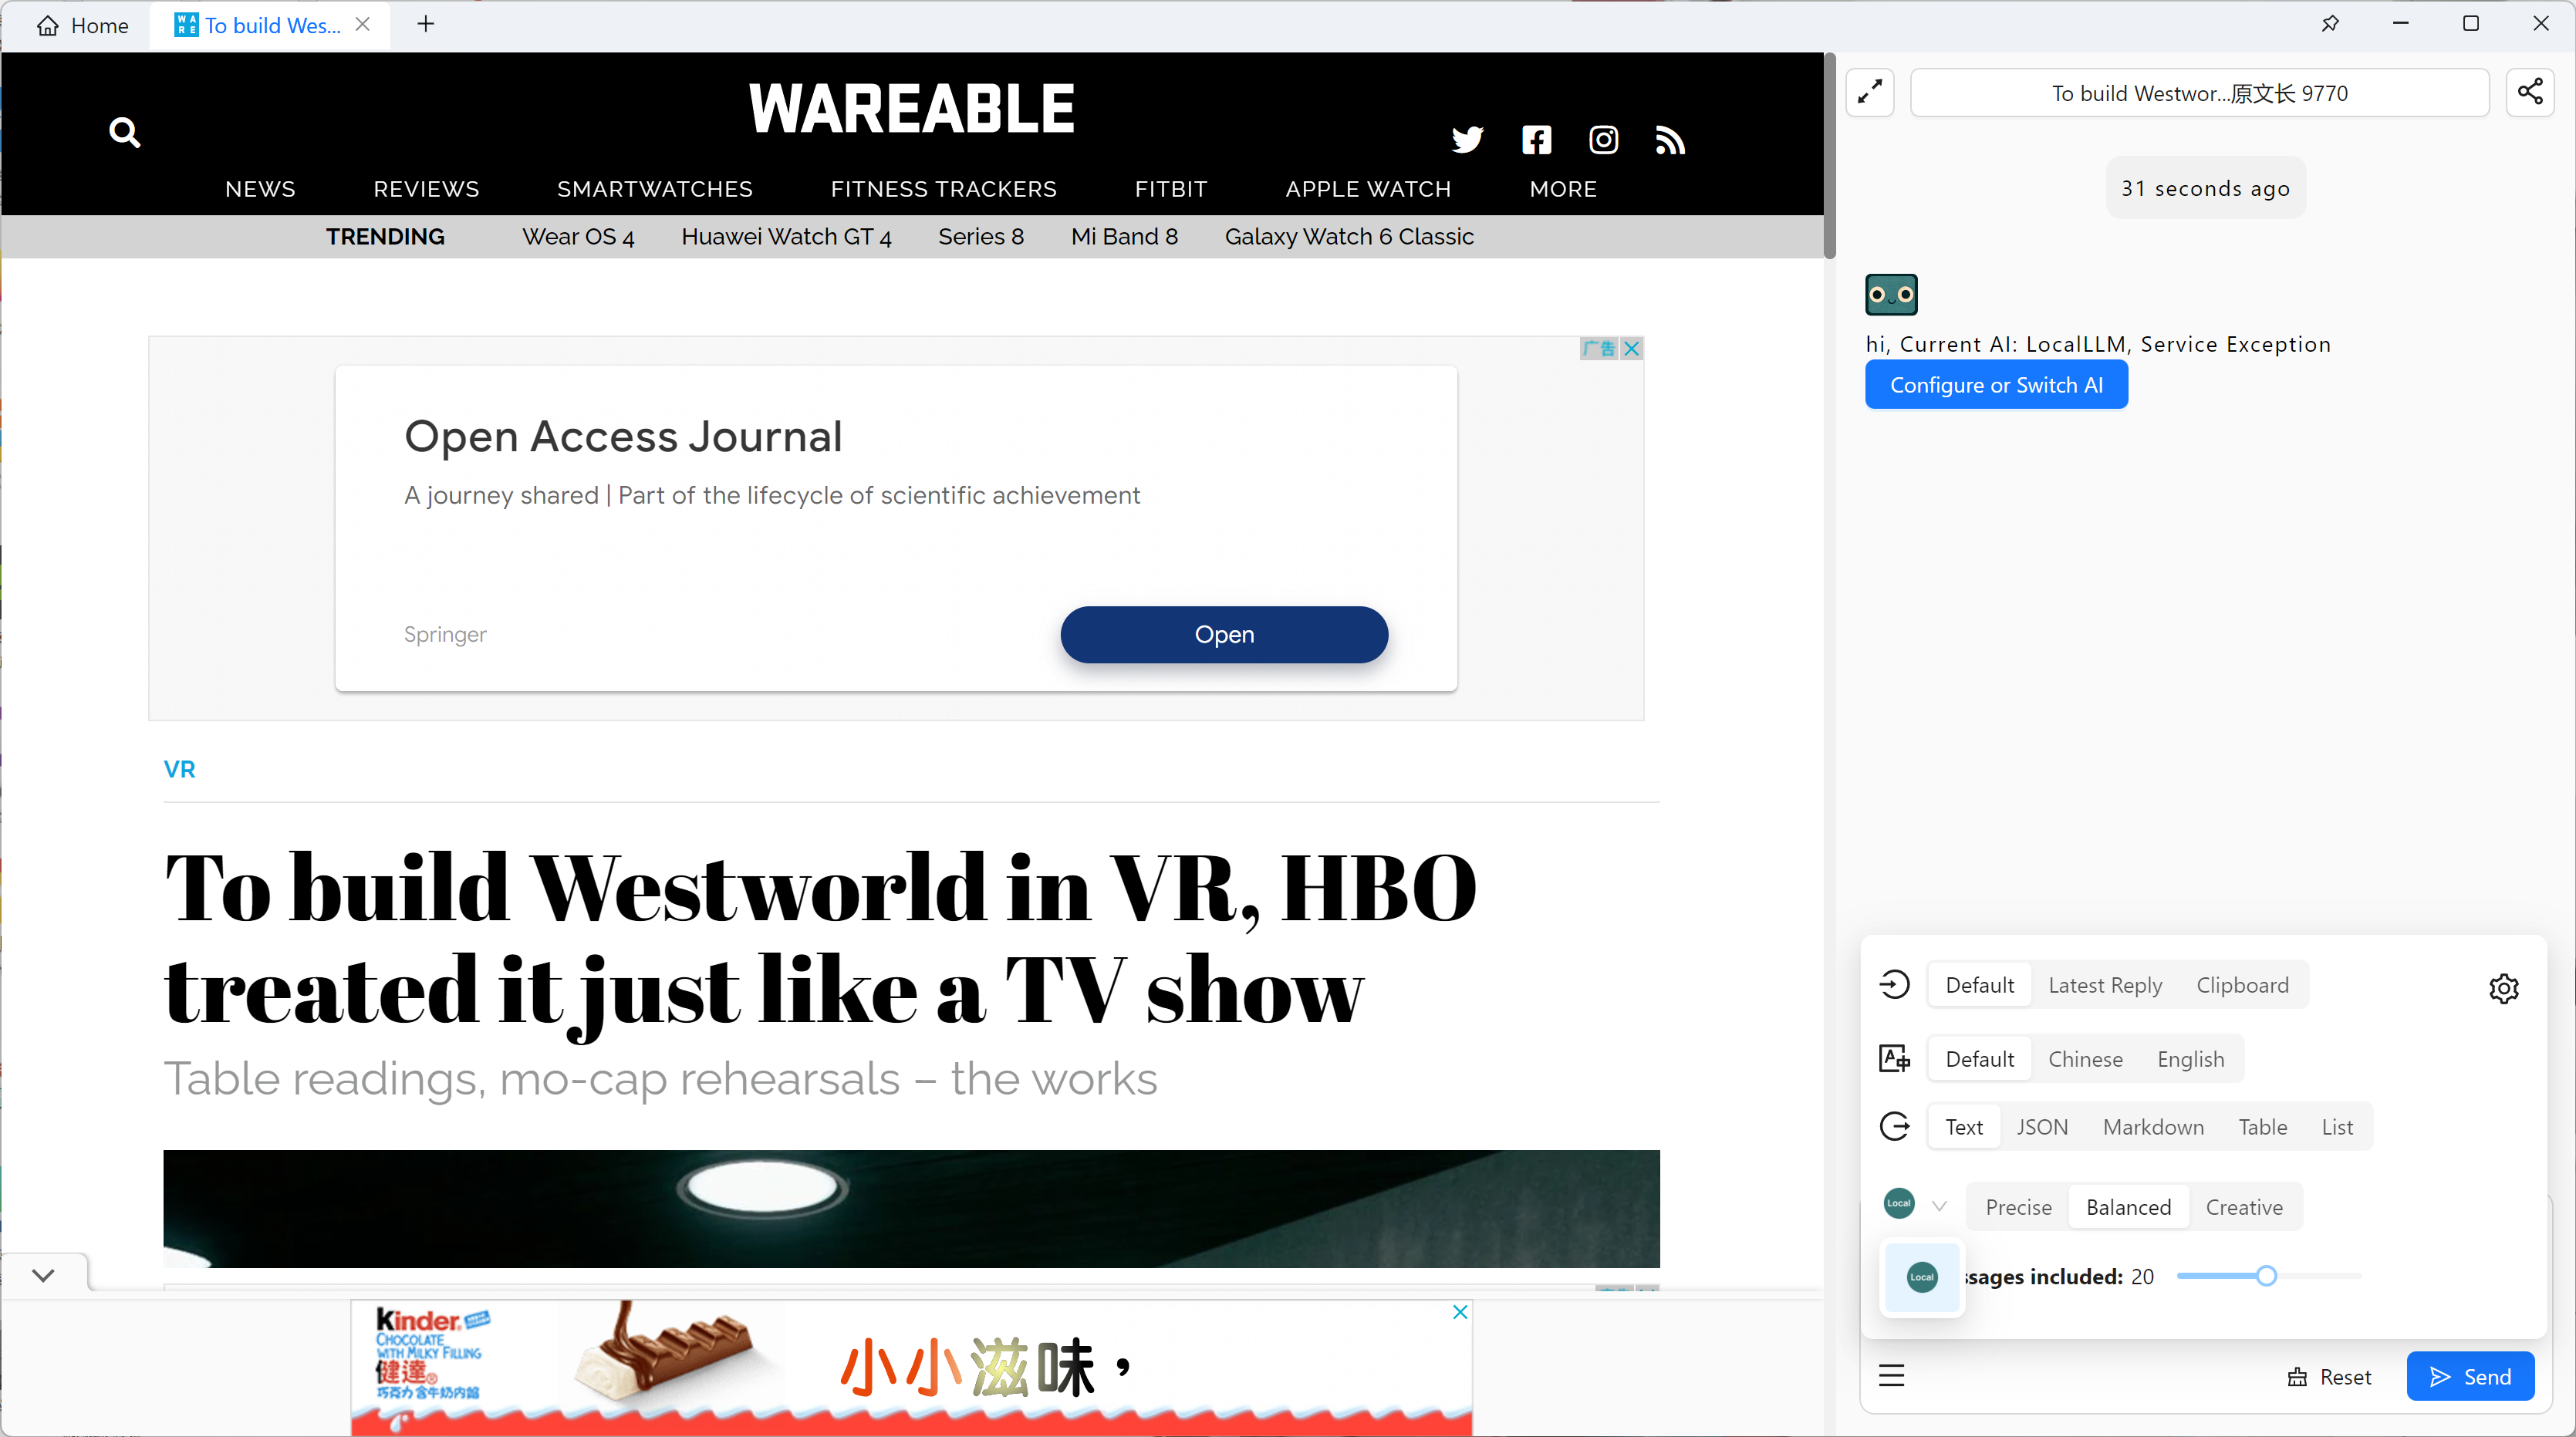 Home
To build Wes...
WAREABLE
NEWS REVIEWS SMARTWATCHES FITNESS TRACKERS FITBIT APPLE WATCH MORE
TRENDING Wear OS 4 Huawei Watch GT 4 Series 8 Mi Band 8 Galaxy Watch 6 Classic
广告
Open Access Journal
A journey shared | Part of the lifecycle of scientific achievement
Springer
Open
VR
To build Westworld in VR, HBO
treated it just like a TV show
Table readings, mo-cap rehearsals – the works
Kinder
CHOCOLATE
WITH MILKY FILLING
健達®
巧克力 含牛奶内餡
小小滋味，
To build Westwor...原文长 9770
31 seconds ago
hi, Current AI: LocalLLM, Service Exception
Configure or Switch AI
Default Latest Reply Clipboard
Default Chinese English
Text JSON Markdown Table List
Local Precise Balanced Creative
Local ssages included: 20
Reset Send